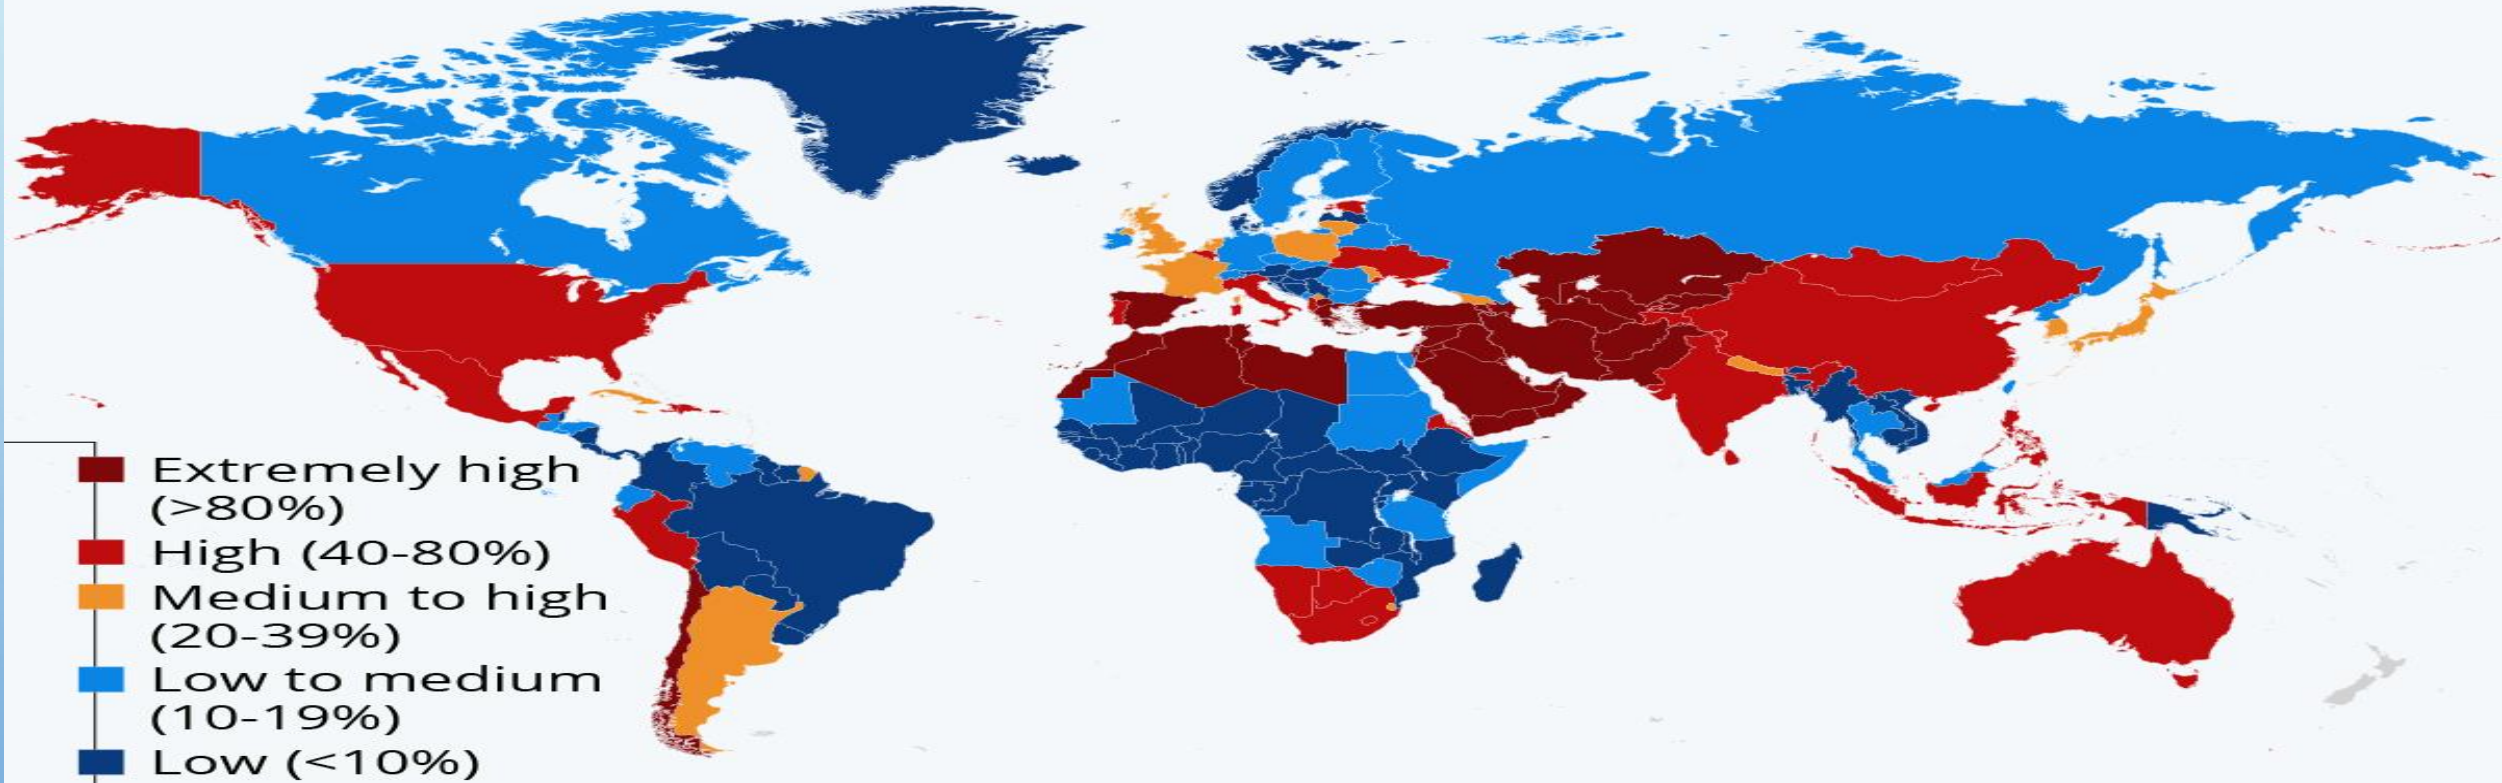 Extremely high
(>80%)
High (40-80%)
Medium to high
(20-39%)
Low to medium
(10-19%)
Low (<10%)